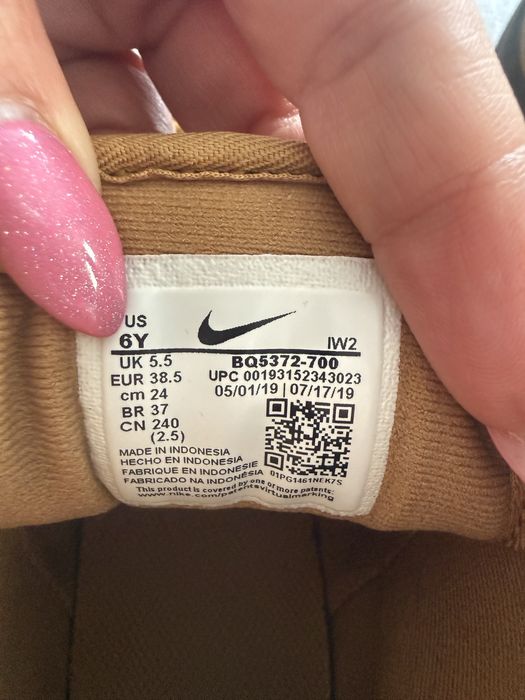 US
6Y
IW2
UK 5.5
EUR 38.5
cm 24
BR 37
CN 240
(2.5)
BQ5372-700
UPC 00193152343023
05/01/19 | 07/17/19
MADE IN INDONESIA
HECHO EN INDONESIA
FABRIQUE EN INDONESIE
FABRICADO NA INDONÉSIA
01PG1461NEK7S
This product is covered by one of more patents:
www.nike.com/patentsvirtualmarking